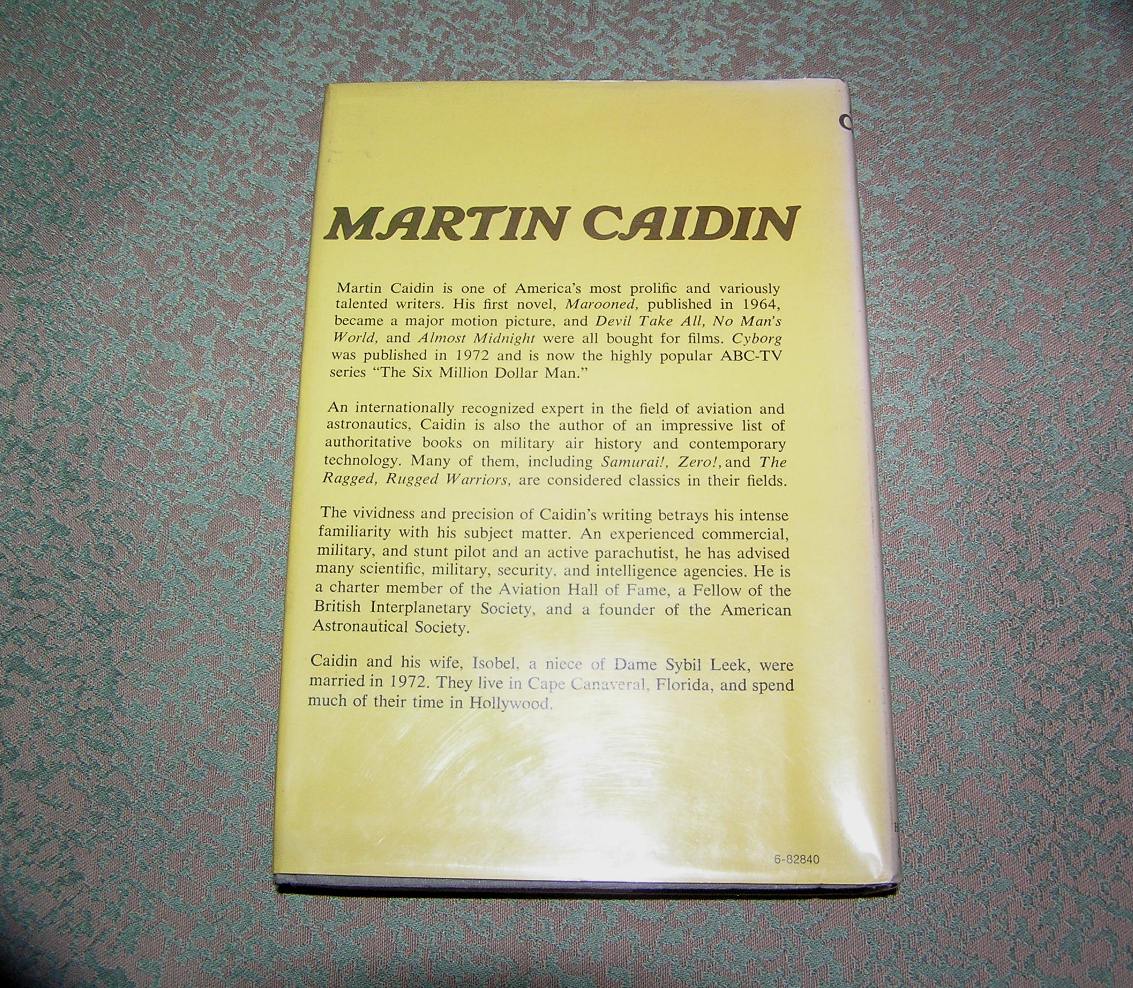 MARTIN CAIDIN
Martin Caidin is one of America's most prolific and variously
talented writers. His first novel, Marooned, published in 1964,
became a major motion picture, and Devil Take All, No Man's
World, and Almost Midnight were all bought for films. Cyborg
was published in 1972 and is now the highly popular ABC-TV
series “The Six Million Dollar Man.”
An internationally recognized expert in the field of aviation and
astronautics, Caidin is also the author of an impressive list of
authoritative books on military air history and contemporary
technology. Many of them, including Samurai!, Zero!, and The
Ragged, Rugged Warriors, are considered classics in their fields.
The vividness and precision of Caidin's writing betrays his intense
familiarity with his subject matter. An experienced commercial,
military, and stunt pilot and an active parachutist, he has advised
many scientific, military, security, and intelligence agencies. He is
a charter member of the Aviation Hall of Fame, a Fellow of the
British Interplanetary Society, and a founder of the American
Astronautical Society.
Caidin and his wife, Isobel, a niece of Dame Sybil Leek, were
married in 1972. They live in Cape Canaveral, Florida, and spend
much of their time in Hollywood.
6-82840